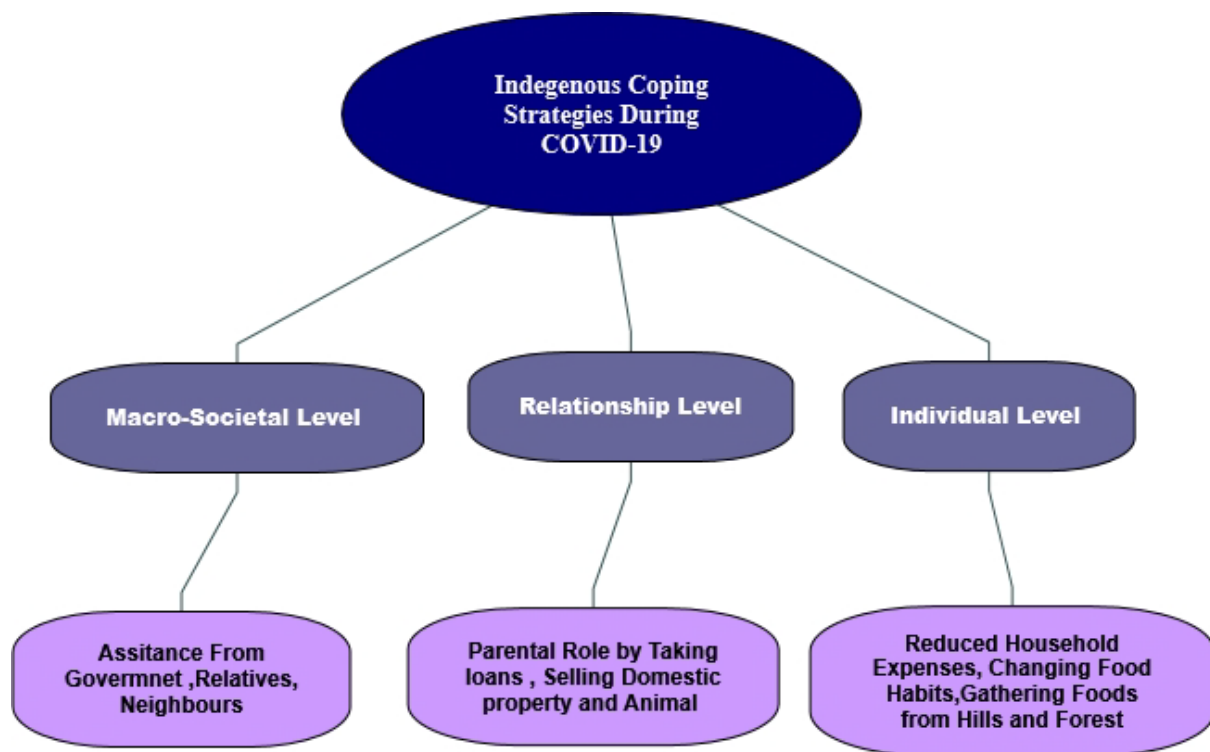 Indegenous Coping
Strategies During
COVID-19
Macro-Societal Level
Relationship Level
Individual Level
Assitance From
Govermnet ,Relatives,
Neighbours
Parental Role by Taking
loans , Selling Domestic
property and Animal
Reduced Household
Expenses, Changing Food
Habits,Gathering Foods
from Hills and Forest